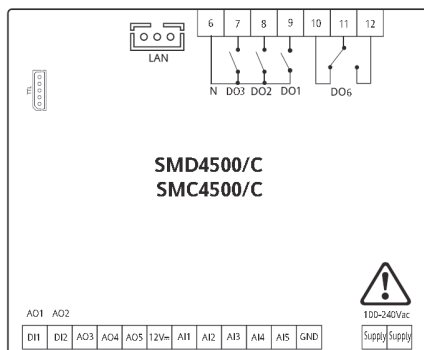 6 7 8 9 10 11 12
LAN
TTL
N DO3 DO2 DO1 DO6
SMD4500/C
SMC4500/C
100-240Vac
AO1 AO2
DI1 DI2 AO3 AO4 AO5 12V= AI1 AI2 AI3 AI4 AI5 GND Supply Supply